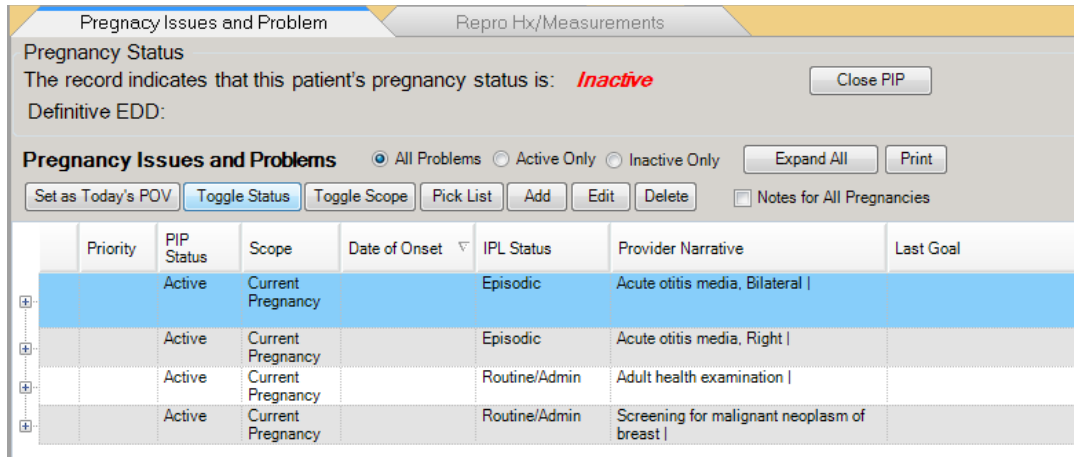 Pregnacy Issues and Problem Repro Hx/Measurements
Pregnancy Status
The record indicates that this patient's pregnancy status is: Inactive Close PIP
Definitive EDD:
Pregnancy Issues and Problems All Problems Active Only Inactive Only Expand All Print
Set as Today's POV Toggle Status Toggle Scope Pick List Add Edit Delete Notes for All Pregnancies
Priority PIP Status Scope Date of Onset IPL Status Provider Narrative Last Goal
Active Current Pregnancy Episodic Acute otitis media, Bilateral |
Active Current Pregnancy Episodic Acute otitis media, Right |
Active Current Pregnancy Routine/Admin Adult health examination |
Active Current Pregnancy Routine/Admin Screening for malignant neoplasm of breast |